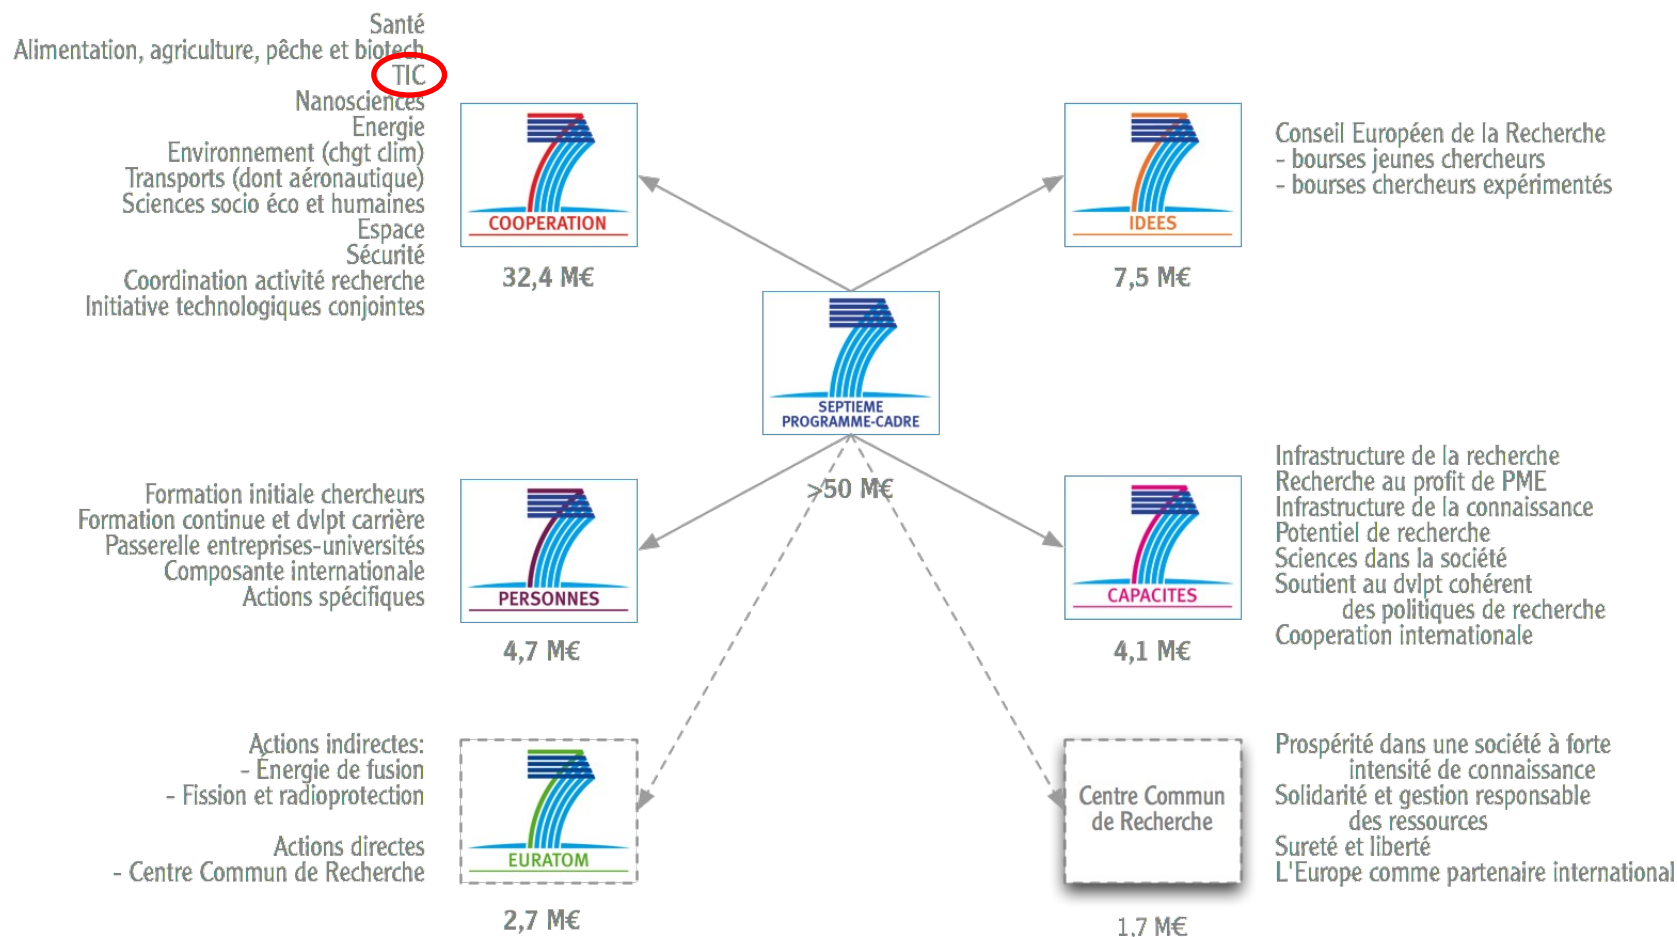 Santé
Alimentation, agriculture, pêche et biotech
TIC
Nanosciences
Energie
Environnement (chgt clim)
Transports (dont aéronautique)
Sciences socio éco et humaines
Espace
Sécurité
Coordination activité recherche
Initiative technologiques conjointes
COOPERATION
32,4 M€
IDEES
7,5 M€
Conseil Européen de la Recherche
- bourses jeunes chercheurs
- bourses chercheurs expérimentés
SEPTIEME
PROGRAMME-CADRE
>50 M€
Formation initiale chercheurs
Formation continue et dvlpt carrière
Passerelle entreprises-universités
Composante internationale
Actions spécifiques
PERSONNES
4,7 M€
CAPACITES
4,1 M€
Infrastructure de la recherche
Recherche au profit de PME
Infrastructure de la connaissance
Potentiel de recherche
Sciences dans la société
Soutient au dvlpt cohérent
des politiques de recherche
Cooperation internationale
Actions indirectes:
- Énergie de fusion
- Fission et radioprotection
Actions directes
- Centre Commun de Recherche
EURATOM
2,7 M€
Centre Commun
de Recherche
1,7 M€
Prospérité dans une société à forte
intensité de connaissance
Solidarité et gestion responsable
des ressources
Sureté et liberté
L'Europe comme partenaire international